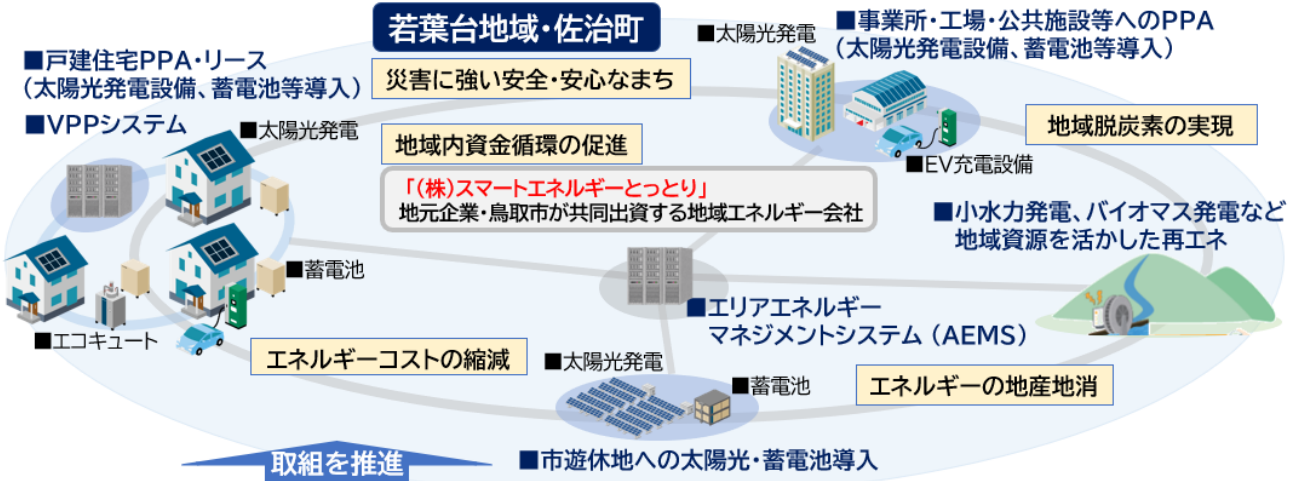 若葉台地域・佐治町
■戸建住宅PPA・リース
（太陽光発電設備、蓄電池等導入）
■VPPシステム
■太陽光発電
災害に強い安全・安心なまち
地域内資金循環の促進
「（株）スマートエネルギーとっとり」
地元企業・鳥取市が共同出資する地域エネルギー会社
■太陽光発電
■事業所・工場・公共施設等へのPPA
（太陽光発電設備、蓄電池等導入）
地域脱炭素の実現
■EV充電設備
■小水力発電、バイオマス発電など
地域資源を活かした再エネ
■蓄電池
■エコキュート
■エリアエネルギー
マネジメントシステム（AEMS）
エネルギーコストの縮減
■太陽光発電
■蓄電池
エネルギーの地産地消
取組を推進
■市遊休地への太陽光・蓄電池導入